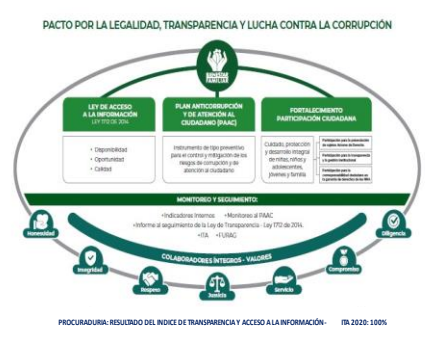 PACTO POR LA LEGALIDAD, TRANSPARENCIA Y LUCHA CONTRA LA CORRUPCIÓN
LEY DE ACCESO
A LA INFORMACIÓN
LEY 1712 DE 2014
• Disponibilidad
• Oportunidad
• Calidad
PLAN ANTICORRUPCIÓN
Y DE ATENCIÓN AL
CIUDADANO (PAAC)
Instrumento de tipo preventivo
para el control y mitigación de los
riesgos de corrupción y de
atención al ciudadano
FORTALECIMIENTO
PARTICIPACIÓN CIUDADANA
Cuidado, protección
y desarrollo integral
de niñas, niños y
adolescentes,
jóvenes y familia
MONITOREO Y SEGUIMIENTO:
•Indicadores Internos •Monitores al PAAC
•Informe al seguimiento de la Ley de Transparencia - Ley 1712 de 2014.
•ITA •FURAG
COLABORADORES ÍNTEGROS - VALORES
Honestidad
Integridad
Respeto
Justicia
Servicio
Compromiso
Diligencia
PROCURADURIA: RESULTADO DEL INDICE DE TRANSPARENCIA Y ACCESO A LA INFORMACIÓN- ITA 2020: 100%